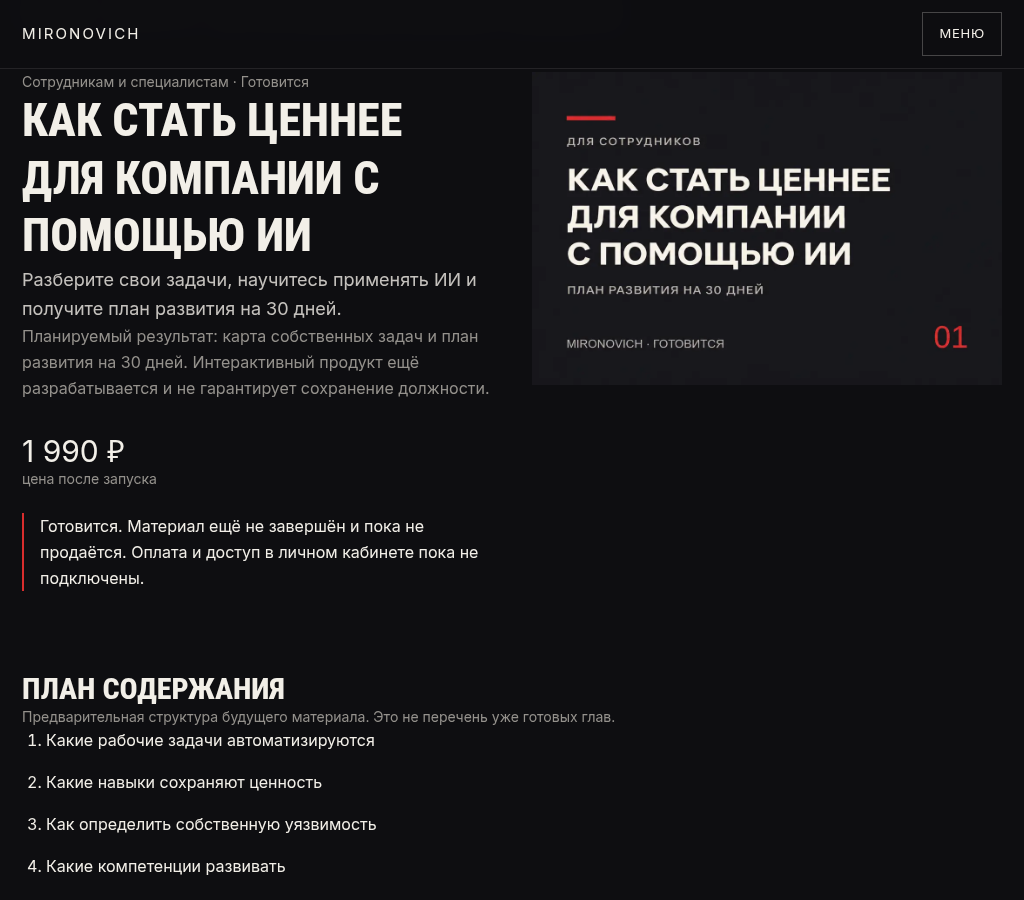 MIRONOVICH
МЕНЮ
Сотрудникам и специалистам · Готовится
КАК СТАТЬ ЦЕННЕЕ
ДЛЯ КОМПАНИИ С
ПОМОЩЬЮ ИИ
Разберите свои задачи, научитесь применять ИИ и
получите план развития на 30 дней.
Планируемый результат: карта собственных задач и план
развития на 30 дней. Интерактивный продукт ещё
разрабатывается и не гарантирует сохранение должности.
1 990 ₽
цена после запуска
Готовится. Материал ещё не завершён и пока не
продаётся. Оплата и доступ в личном кабинете пока не
подключены.
ДЛЯ СОТРУДНИКОВ
КАК СТАТЬ ЦЕННЕЕ
ДЛЯ КОМПАНИИ
С ПОМОЩЬЮ ИИ
ПЛАН РАЗВИТИЯ НА 30 ДНЕЙ
MIRONOVICH · ГОТОВИТСЯ
01
ПЛАН СОДЕРЖАНИЯ
Предварительная структура будущего материала. Это не перечень уже готовых глав.
1. Какие рабочие задачи автоматизируются
2. Какие навыки сохраняют ценность
3. Как определить собственную уязвимость
4. Какие компетенции развивать